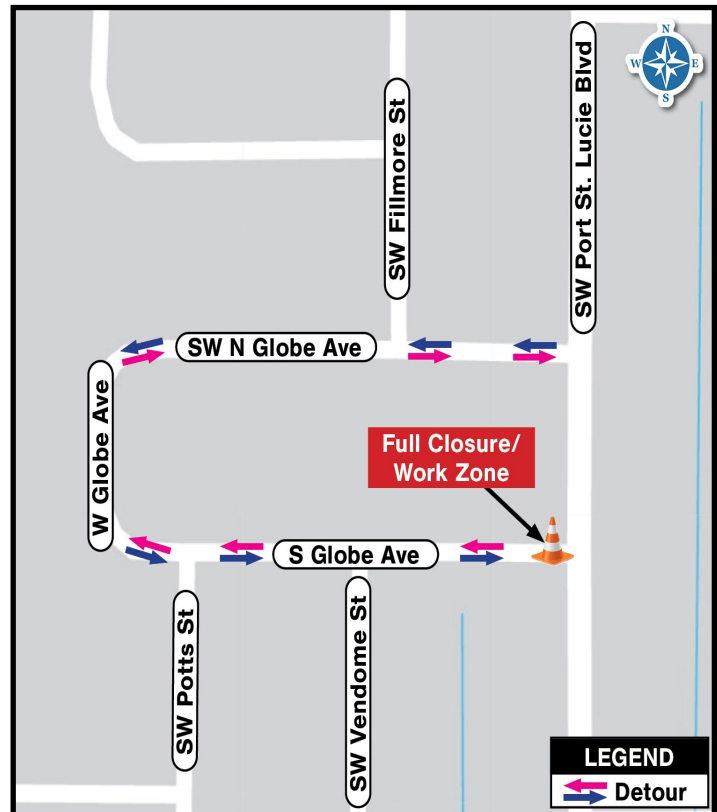 N
W E
S
SW Port St. Lucie Blvd
SW Fillmore St
SW N Globe Ave
W Globe Ave
Full Closure/
Work Zone
S Globe Ave
SW Potts St
SW Vendome St
LEGEND
Detour